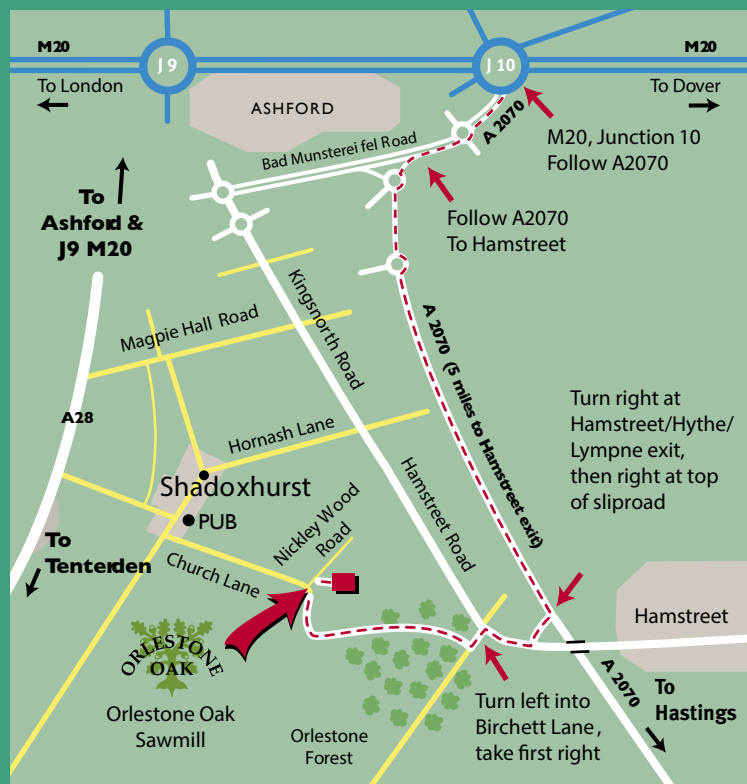 M20
J 9
J 10
M20
To London
To Dover
ASHFORD
A 2070
M20, Junction 10
Follow A2070
Bad Munsterei fel Road
To
Ashford &
J9 M20
Follow A2070
To Hamstreet
Kingsnorth Road
Magpie Hall Road
A 2070 (5 miles to Hamstreet exit)
A28
Hornash Lane
Turn right at
Hamstreet/Hythe/
Lympne exit,
then right at top
of sliproad
Shadoxhurst
PUB
Hamstreet Road
Nickley Wood
Road
To
Tenterden
Church Lane
Hamstreet
ORLESTONE
OAK
Orlestone Oak
Sawmill
Orlestone
Forest
Turn left into
Birchett Lane,
take first right
A 2070
To
Hastings